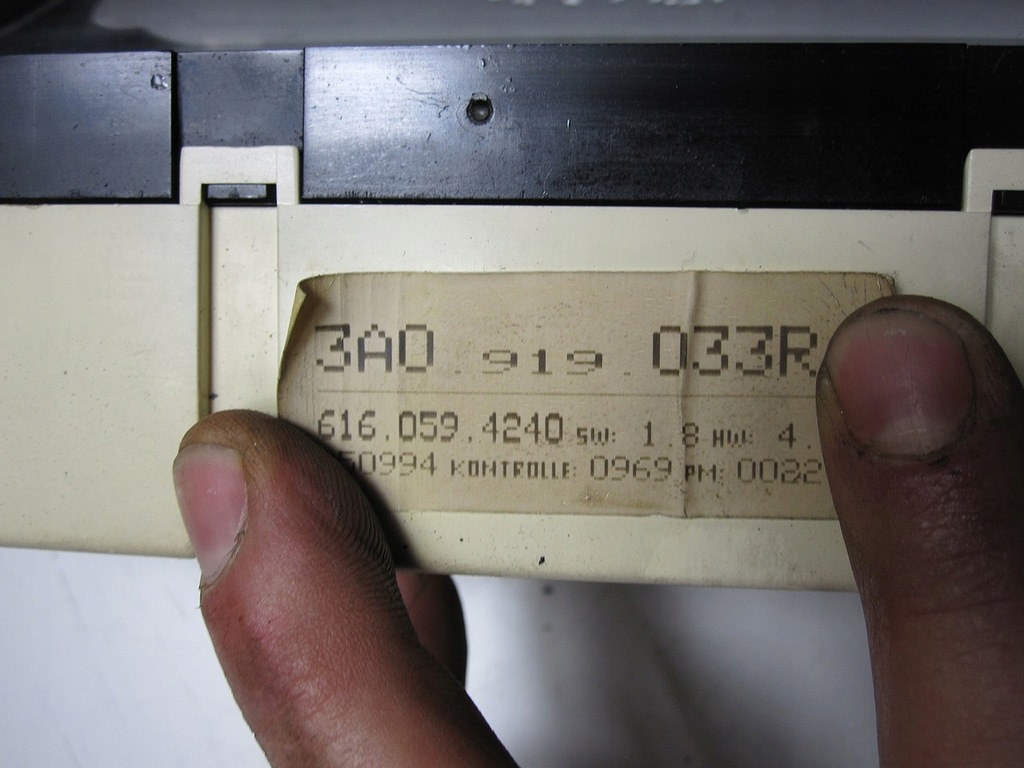 3A0.919.033R
616.059.4240 SW: 1.8 HW: 4.
50994 KONTROLLE: 0969 PM: 0022